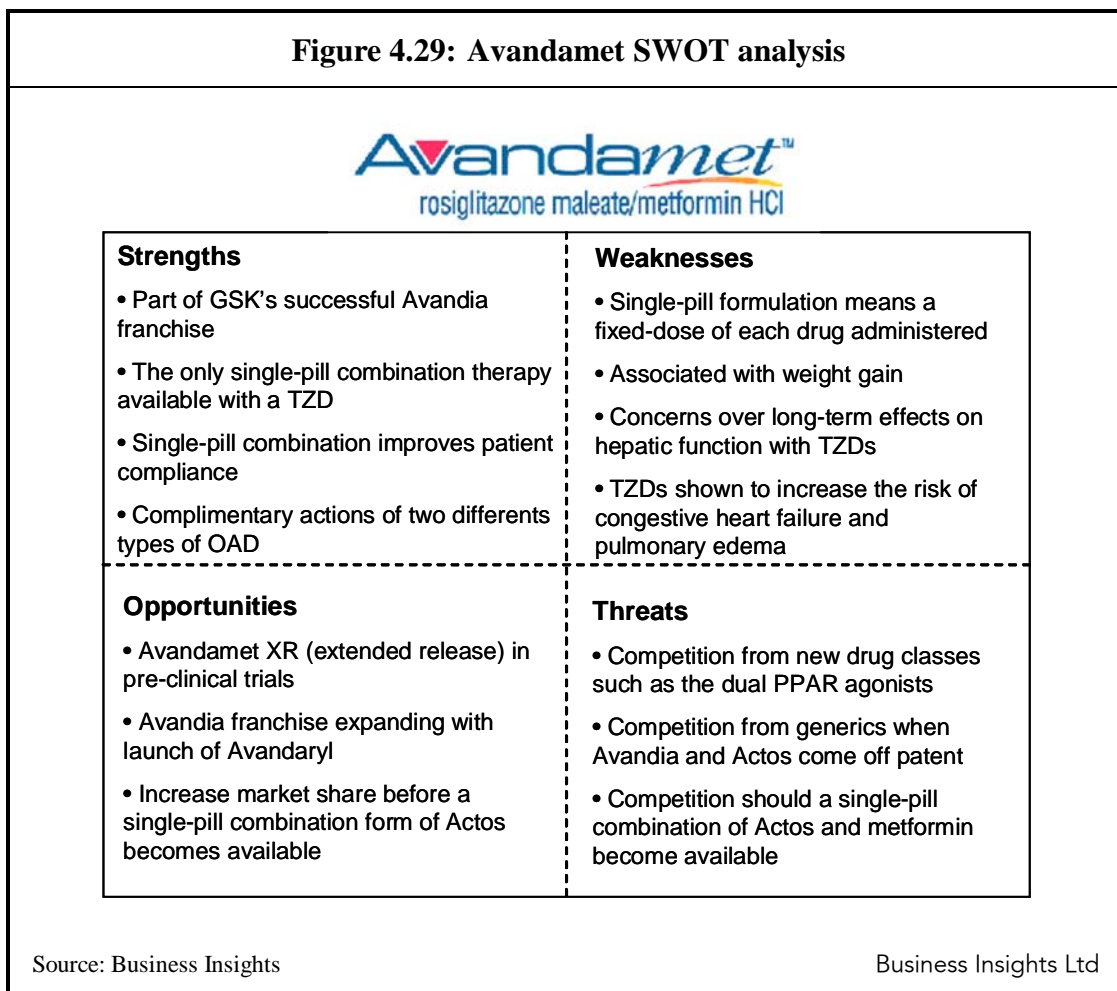 Figure 4.29: Avandamet SWOT analysis
Avandamet™
rosiglitazone maleate/metformin HCl
Strengths
• Part of GSK's successful Avandia
franchise
• The only single-pill combination therapy
available with a TZD
• Single-pill combination improves patient
compliance
• Complimentary actions of two differents
types of OAD
Weaknesses
• Single-pill formulation means a
fixed-dose of each drug administered
• Associated with weight gain
• Concerns over long-term effects on
hepatic function with TZDs
• TZDs shown to increase the risk of
congestive heart failure and
pulmonary edema
Opportunities
• Avandamet XR (extended release) in
pre-clinical trials
• Avandia franchise expanding with
launch of Avandaryl
• Increase market share before a
single-pill combination form of Actos
becomes available
Threats
• Competition from new drug classes
such as the dual PPAR agonists
• Competition from generics when
Avandia and Actos come off patent
• Competition should a single-pill
combination of Actos and metformin
become available
Source: Business Insights
Business Insights Ltd